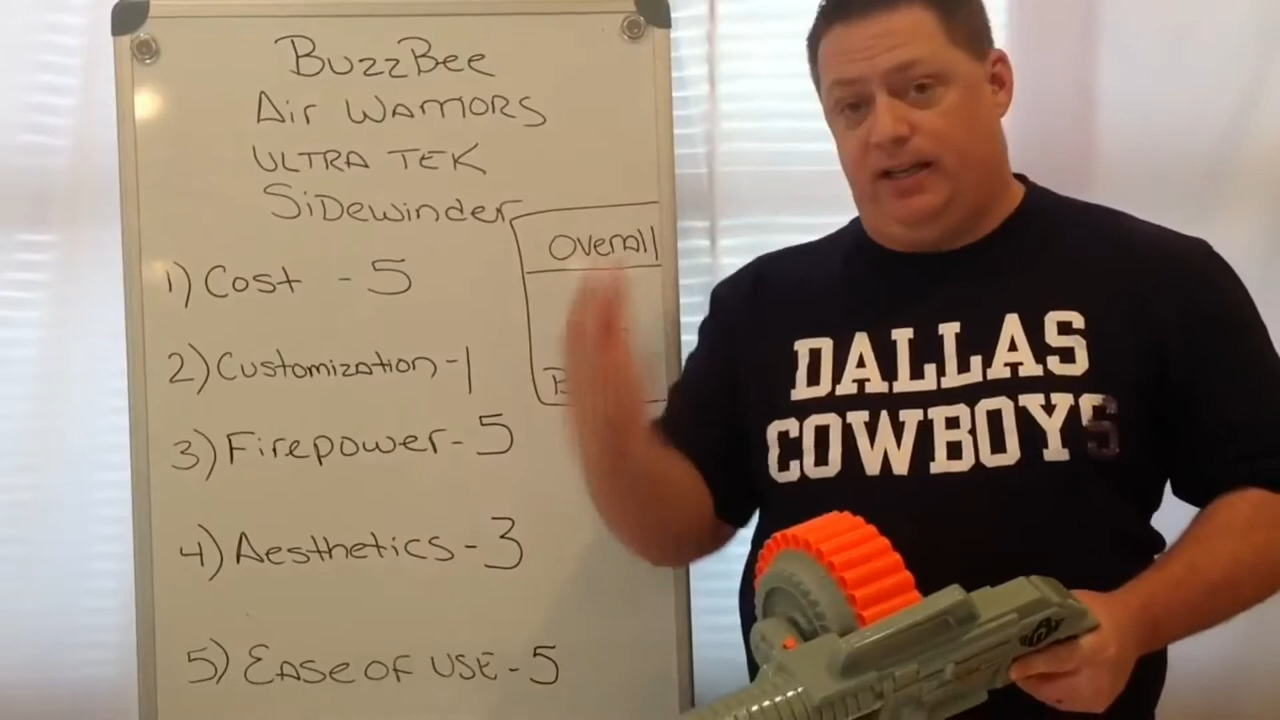 BuzzBee
Air Warriors
ULTRA TEK
SiDewinder
Overall
1) Cost - 5
2) Customization - 1
3) Firepower - 5
4) Aesthetics - 3
5) EASE OF USE - 5
DALLAS
COWBOYS